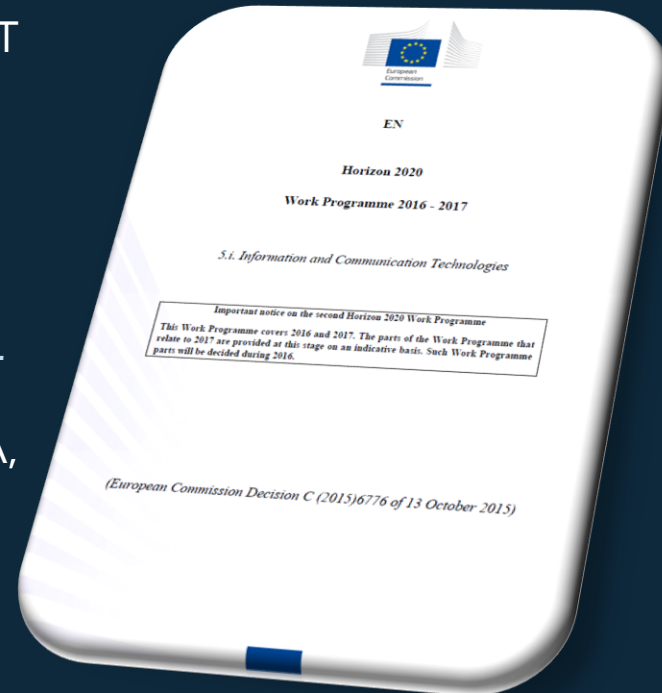 T
European
Commission
EN
Horizon 2020
Work Programme 2016 - 2017
5.i. Information and Communication Technologies
Important notice on the second Horizon 2020 Work Programme
This Work Programme covers 2016 and 2017. The parts of the Work Programme that
relate to 2017 are provided at this stage on an indicative basis. Such Work Programme
parts will be decided during 2016.
(European Commission Decision C (2015)6776 of 13 October 2015)